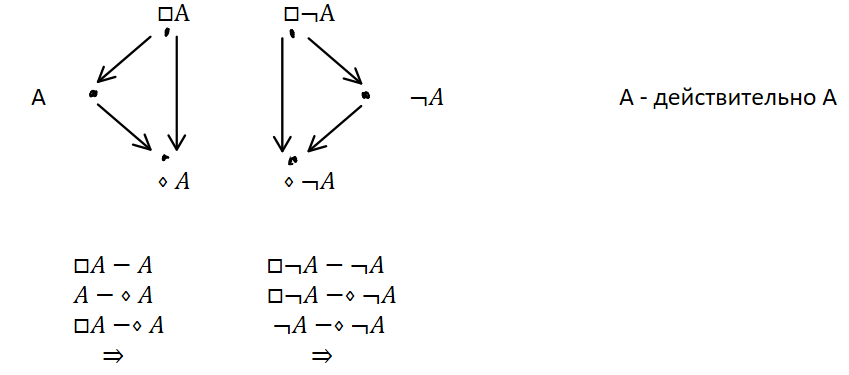 □A □¬A
A ¬A A - действительно A
⋄ A ⋄ ¬A
□A − A □¬A − ¬A
A − ⋄ A □¬A −⋄ ¬A
□A −⋄ A ¬A −⋄ ¬A
⇒ ⇒